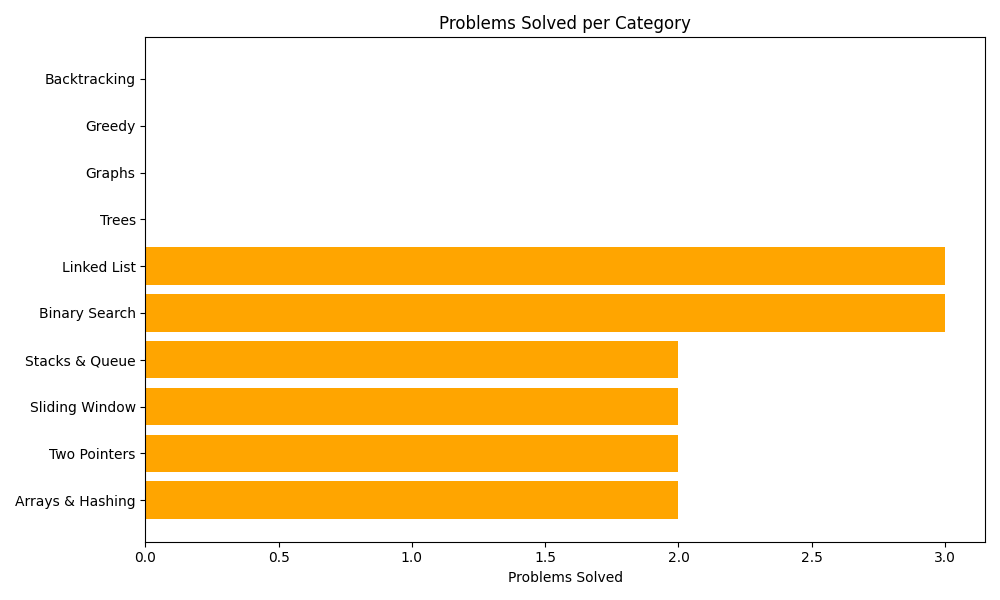 Problems Solved per Category
Backtracking
Greedy
Graphs
Trees
Linked List
Binary Search
Stacks & Queue
Sliding Window
Two Pointers
Arrays & Hashing
0.0 0.5 1.0 1.5 2.0 2.5 3.0
Problems Solved